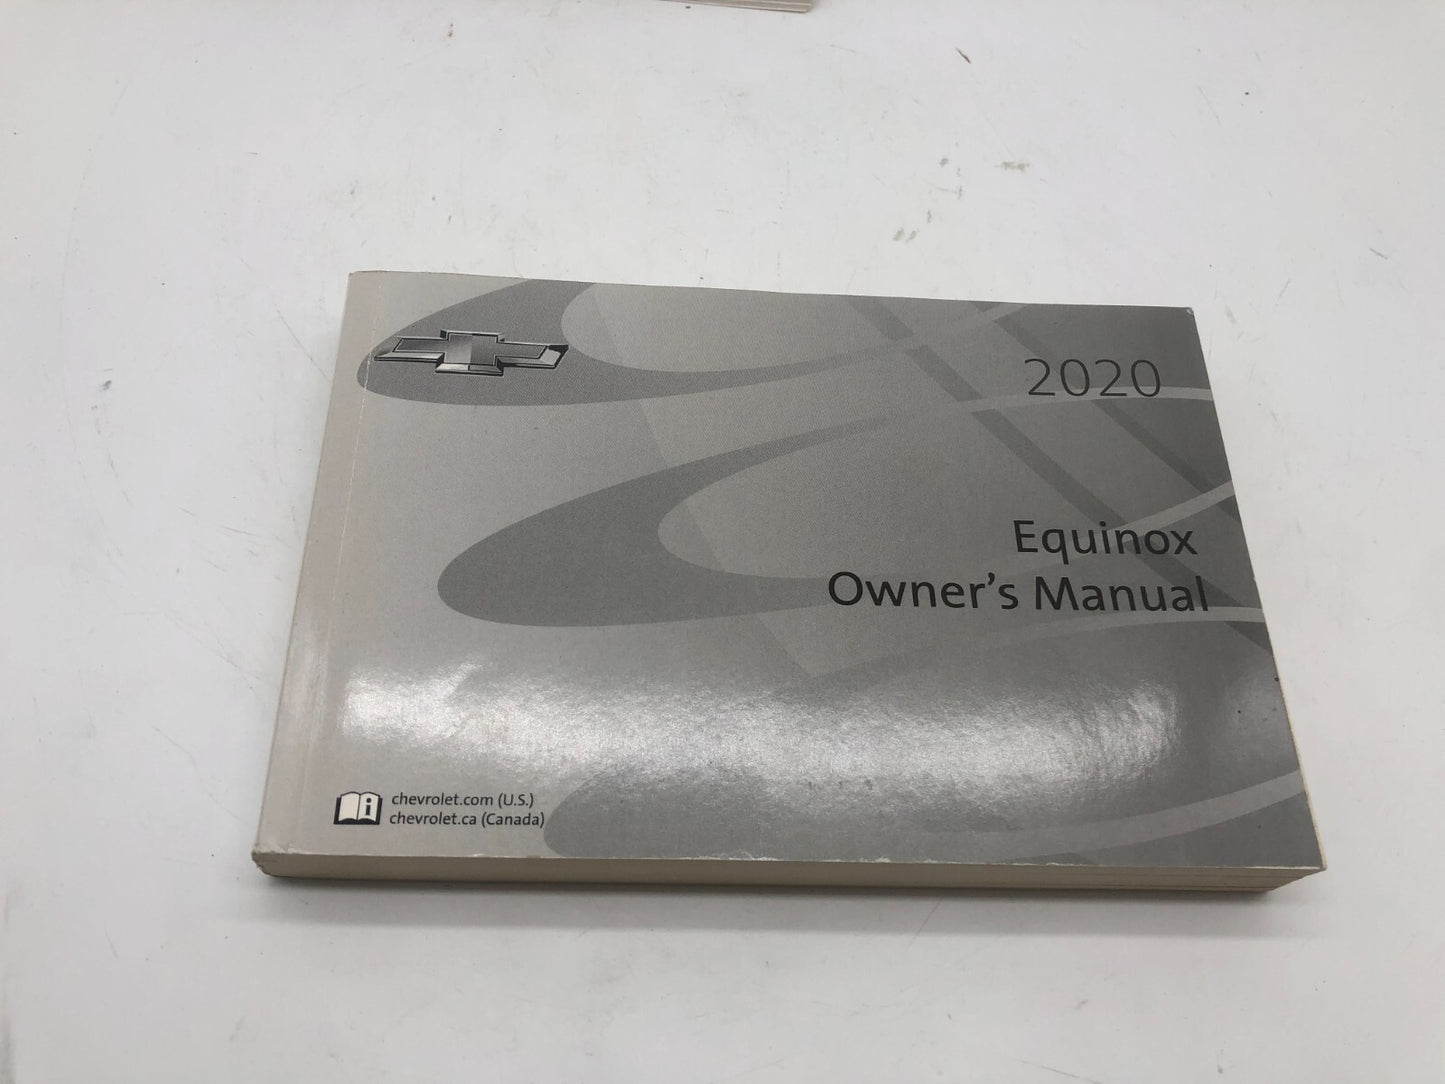 2020
Equinox
Owner's Manual
i
chevrolet.com (U.S.)
chevrolet.ca (Canada)